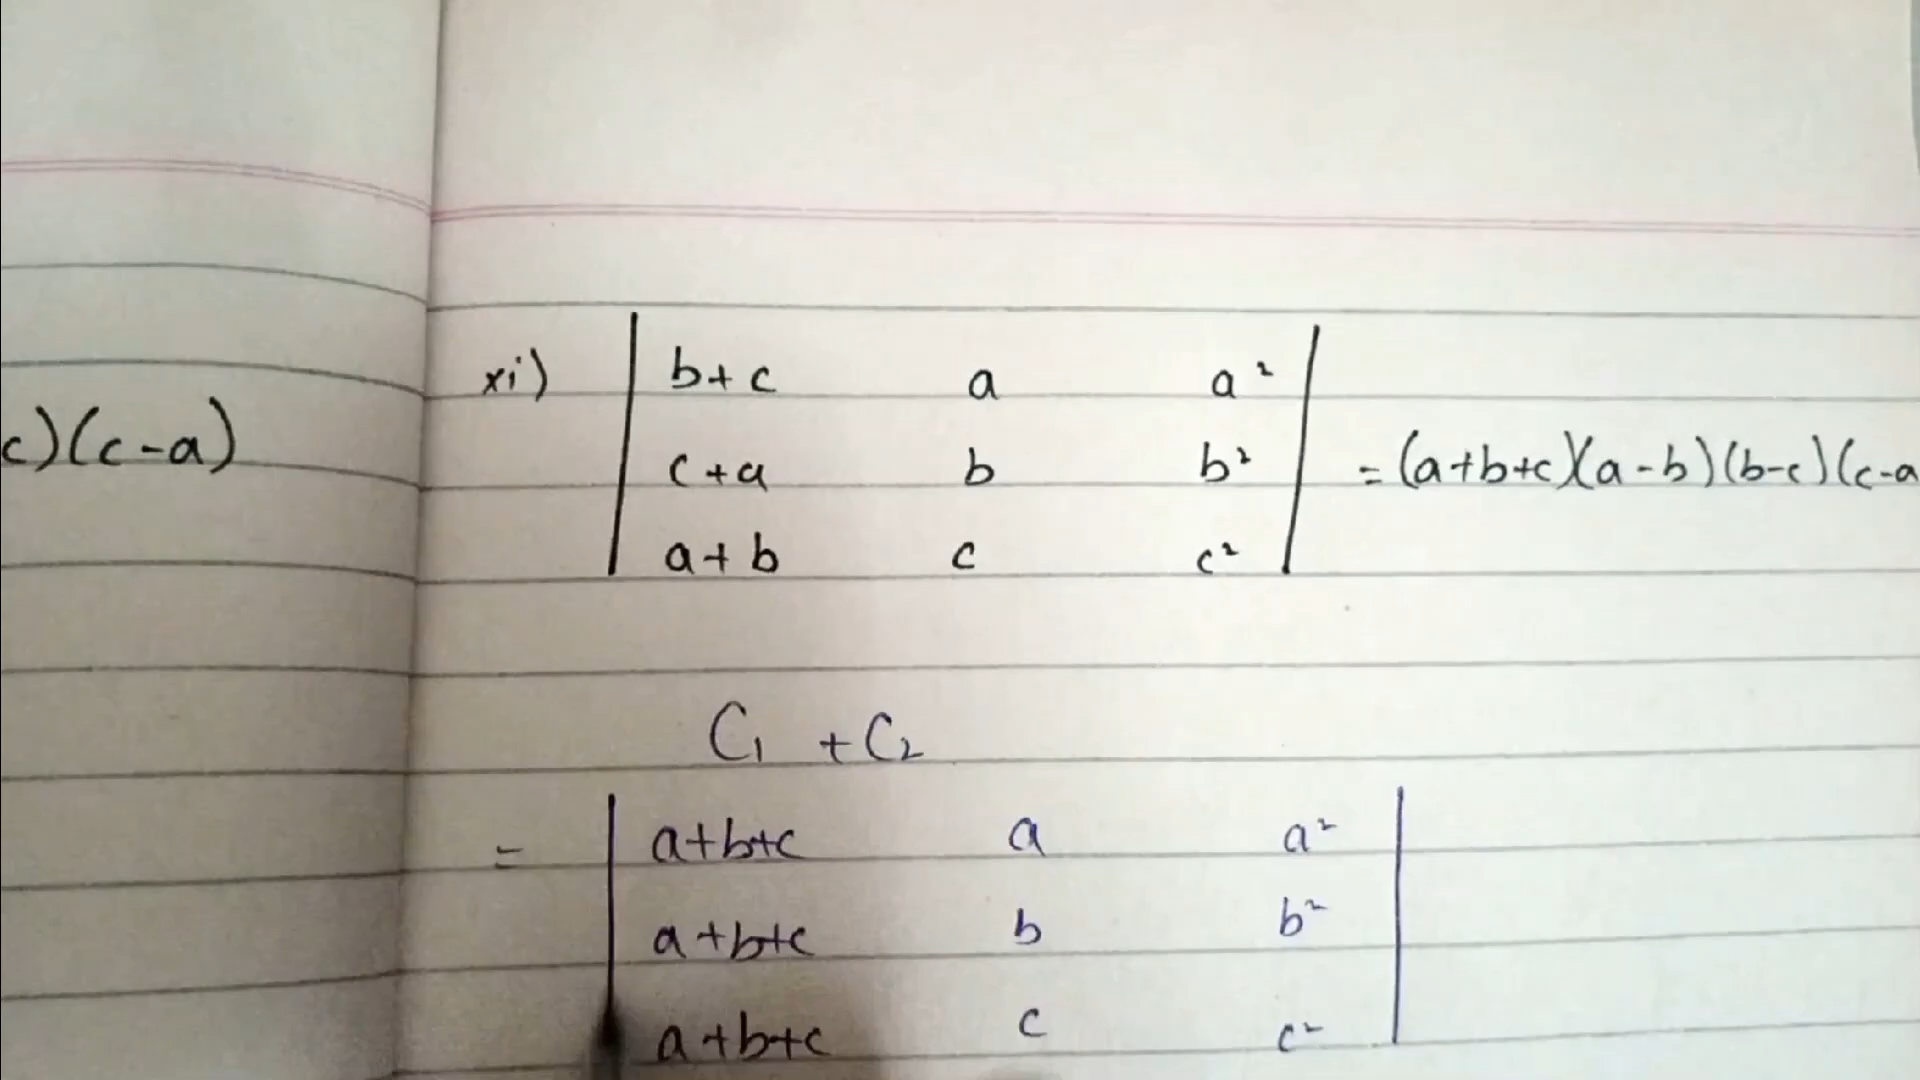 c)(c-a)
xi) | b+c a a² |
| c+a b b² | = (a+b+c)(a-b)(b-c)(c-a
| a+b c c² |
C₁ + C₂
= | a+b+c a a² |
| a+b+c b b² |
| a+b+c c c² |